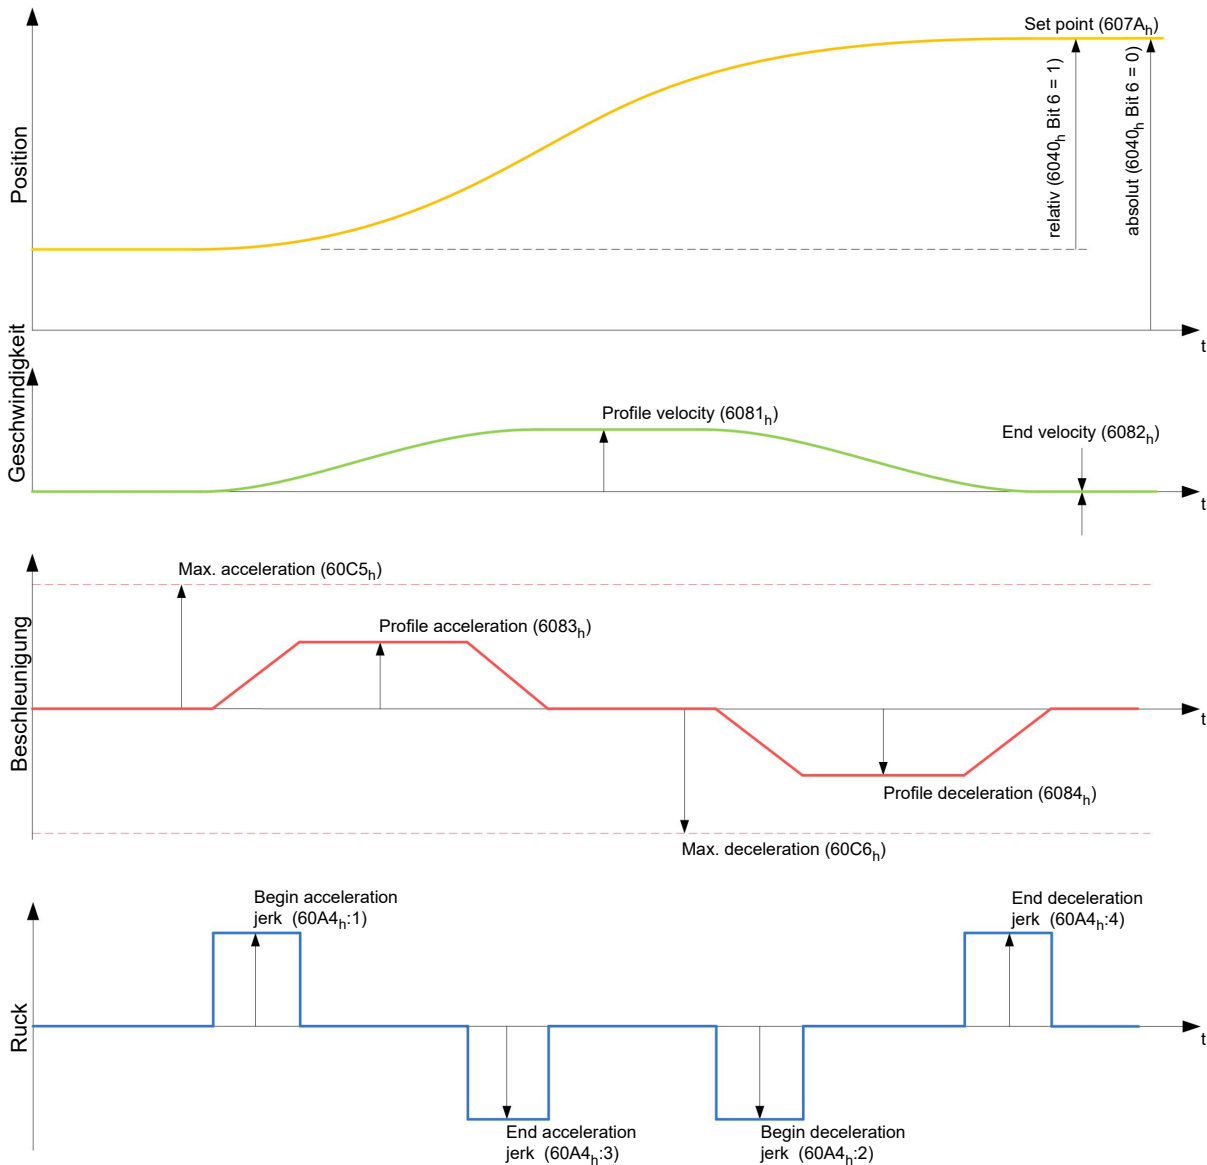 Set point (607Ah)
relativ (6040h Bit 6 = 1)
absolut (6040h Bit 6 = 0)
Position
t
Geschwindigkeit
Profile velocity (6081h)
End velocity (6082h)
t
Beschleunigung
Max. acceleration (60C5h)
Profile acceleration (6083h)
t
Profile deceleration (6084h)
Max. deceleration (60C6h)
Ruck
Begin acceleration
jerk (60A4h:1)
End deceleration
jerk (60A4h:4)
t
End acceleration
jerk (60A4h:3)
Begin deceleration
jerk (60A4h:2)